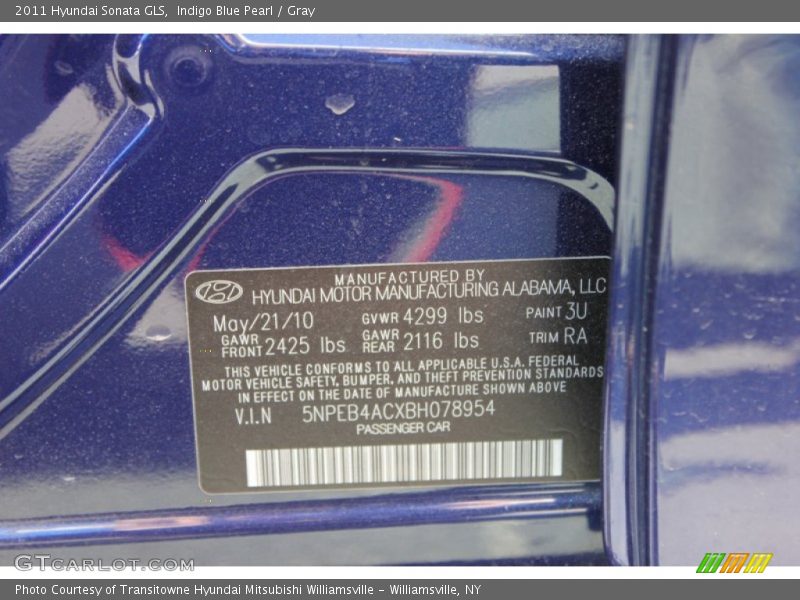 2011 Hyundai Sonata GLS, Indigo Blue Pearl / Gray
MANUFACTURED BY
HYUNDAI MOTOR MANUFACTURING ALABAMA, LLC
May/21/10 GVWR 4299 lbs PAINT 3U
GAWR FRONT 2425 lbs GAWR REAR 2116 lbs TRIM RA
THIS VEHICLE CONFORMS TO ALL APPLICABLE U.S.A. FEDERAL
MOTOR VEHICLE SAFETY, BUMPER, AND THEFT PREVENTION STANDARDS
IN EFFECT ON THE DATE OF MANUFACTURE SHOWN ABOVE
V.I.N 5NPEB4ACXBH078954
PASSENGER CAR
GTCARLOT.COM
Photo Courtesy of Transitowne Hyundai Mitsubishi Williamsville - Williamsville, NY